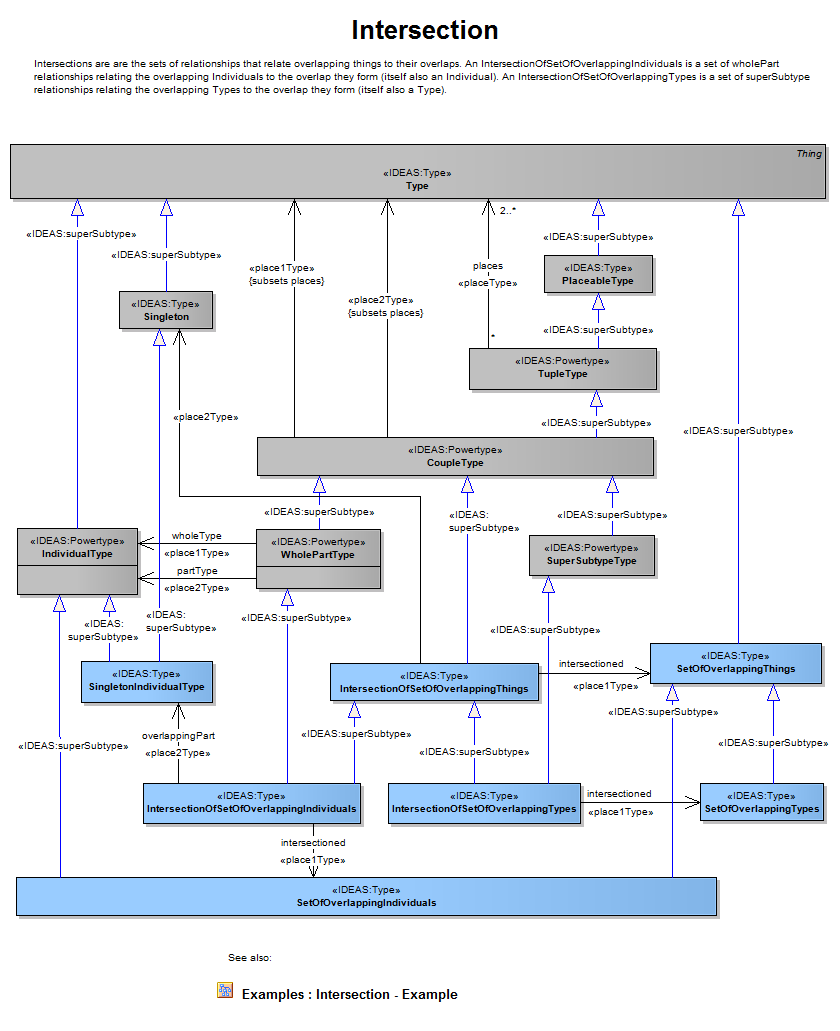 Intersection
Intersections are are the sets of relationships that relate overlapping things to their overlaps. An IntersectionOfSetOfOverlappingIndividuals is a set of wholePart
relationships relating the overlapping Individuals to the overlap they form (itself also an Individual). An IntersectionOfSetOfOverlappingTypes is a set of superSubtype
relationships relating the overlapping Types to the overlap they form (itself also a Type).
Thing
«IDEAS:Type»
Type
2..*
«IDEAS:superSubtype»
«IDEAS:superSubtype»
«IDEAS:superSubtype»
«place1Type»
{subsets places}
places
«placeType»
«IDEAS:Type»
PlaceableType
«place2Type»
{subsets places}
«IDEAS:Type»
Singleton
«IDEAS:superSubtype»
*
«IDEAS:Powertype»
TupleType
«place2Type»
«IDEAS:superSubtype»
«IDEAS:superSubtype»
«IDEAS:Powertype»
CoupleType
«IDEAS:superSubtype»
«IDEAS:
superSubtype»
«IDEAS:superSubtype»
«IDEAS:Powertype»
IndividualType
wholeType
«place1Type»
partType
«place2Type»
«IDEAS:Powertype»
WholePartType
«IDEAS:Powertype»
SuperSubtypeType
«IDEAS:
superSubtype»
«IDEAS:
superSubtype»
«IDEAS:superSubtype»
«IDEAS:superSubtype»
«IDEAS:Type»
SingletonIndividualType
«IDEAS:Type»
IntersectionOfSetOfOverlappingThings
intersectioned
«place1Type»
«IDEAS:Type»
SetOfOverlappingThings
«IDEAS:superSubtype»
overlappingPart
«place2Type»
«IDEAS:superSubtype»
«IDEAS:superSubtype»
«IDEAS:superSubtype»
«IDEAS:superSubtype»
«IDEAS:Type»
IntersectionOfSetOfOverlappingIndividuals
«IDEAS:Type»
IntersectionOfSetOfOverlappingTypes
intersectioned
«place1Type»
«IDEAS:Type»
SetOfOverlappingTypes
intersectioned
«place1Type»
«IDEAS:Type»
SetOfOverlappingIndividuals
See also:
Examples : Intersection - Example